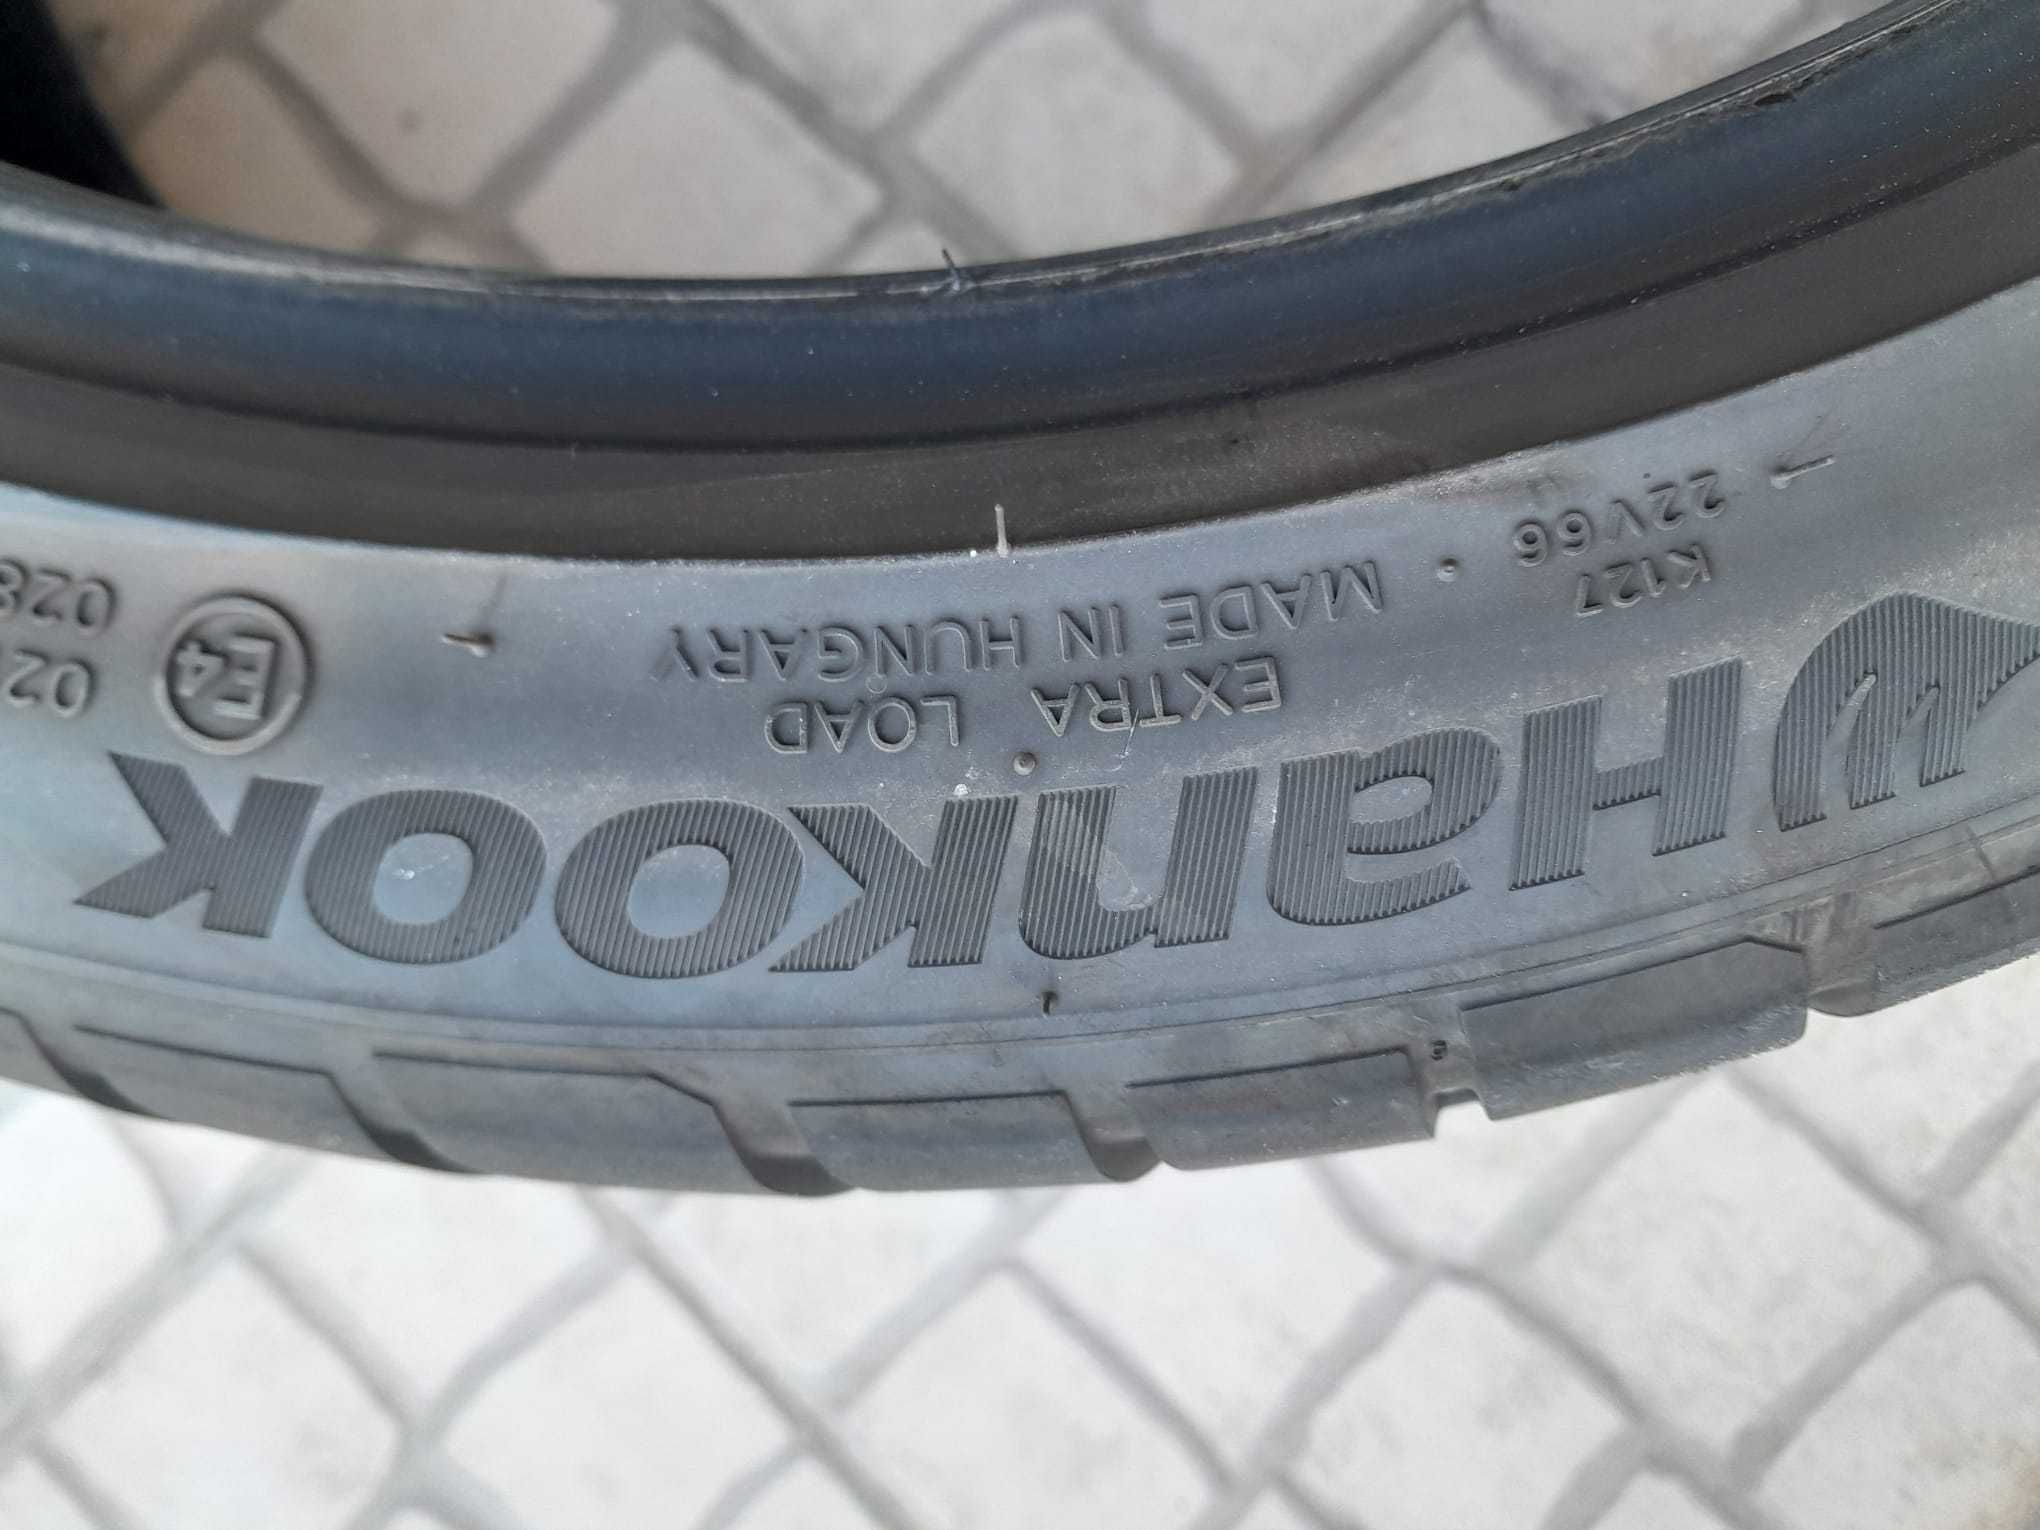 Hankook
K127
EXTRA LOAD
22V66 · MADE IN HUNGARY
E4